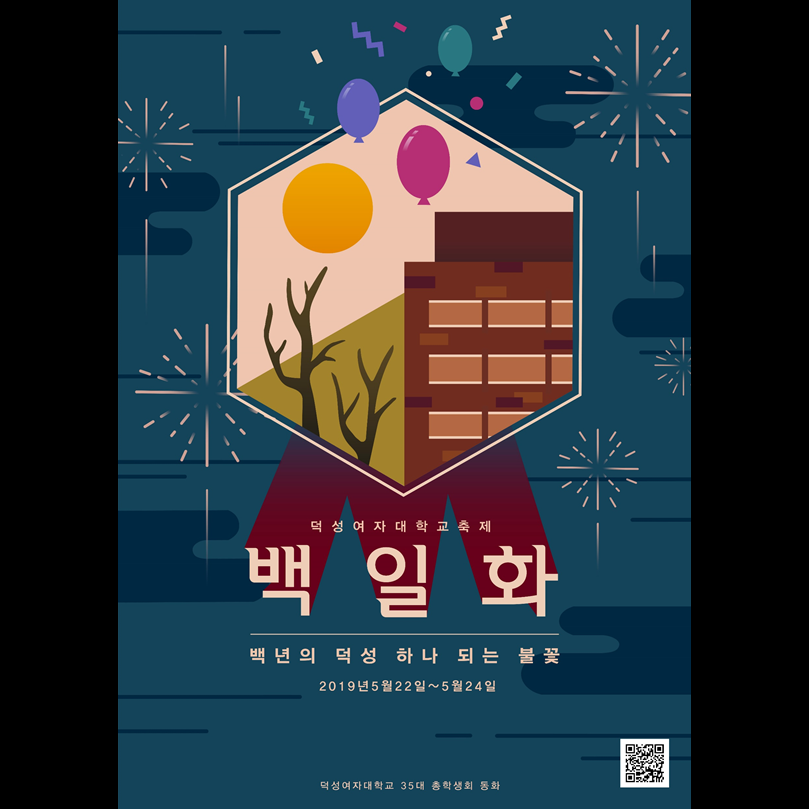 덕성여자대학교축제
백일화
백년의 덕성 하나 되는 불꽃
2019년5월22일~5월24일
덕성여자대학교 35대 총학생회 동화